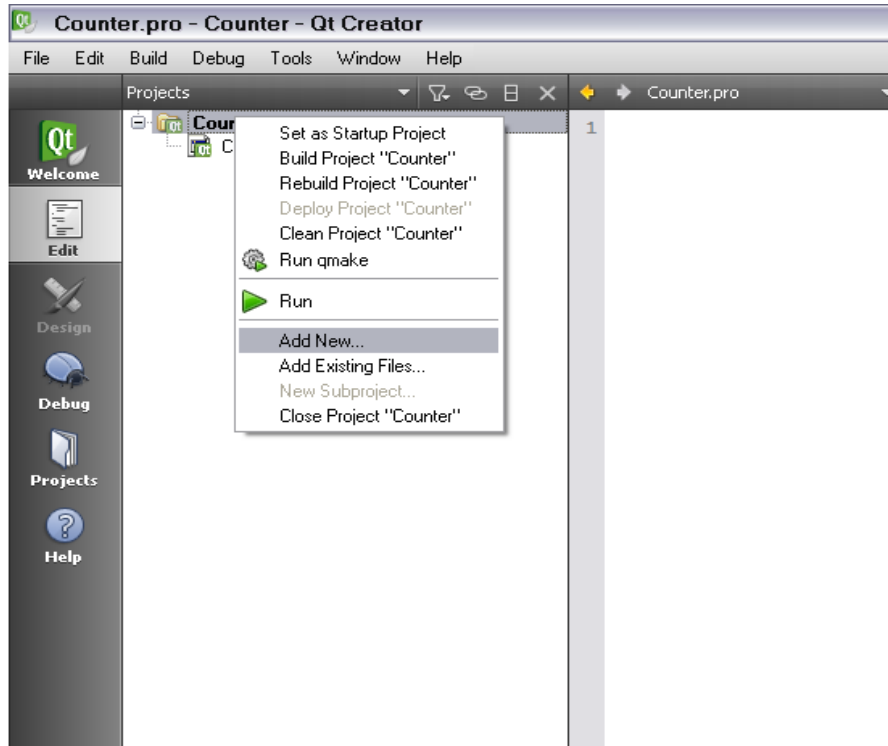 Counter.pro - Counter - Qt Creator
File Edit Build Debug Tools Window Help
Projects
Counter.pro
Qt
Welcome
Edit
Design
Debug
Projects
Help
Cour
C
1
Set as Startup Project
Build Project "Counter"
Rebuild Project "Counter"
Deploy Project "Counter"
Clean Project "Counter"
Run qmake
Run
Add New...
Add Existing Files...
New Subproject...
Close Project "Counter"